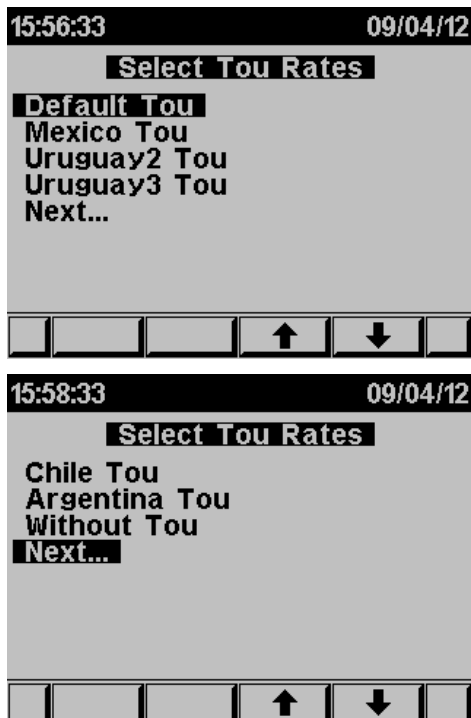 15:56:33 09/04/12
Select Tou Rates
Default Tou
Mexico Tou
Uruguay2 Tou
Uruguay3 Tou
Next...
15:58:33 09/04/12
Select Tou Rates
Chile Tou
Argentina Tou
Without Tou
Next...